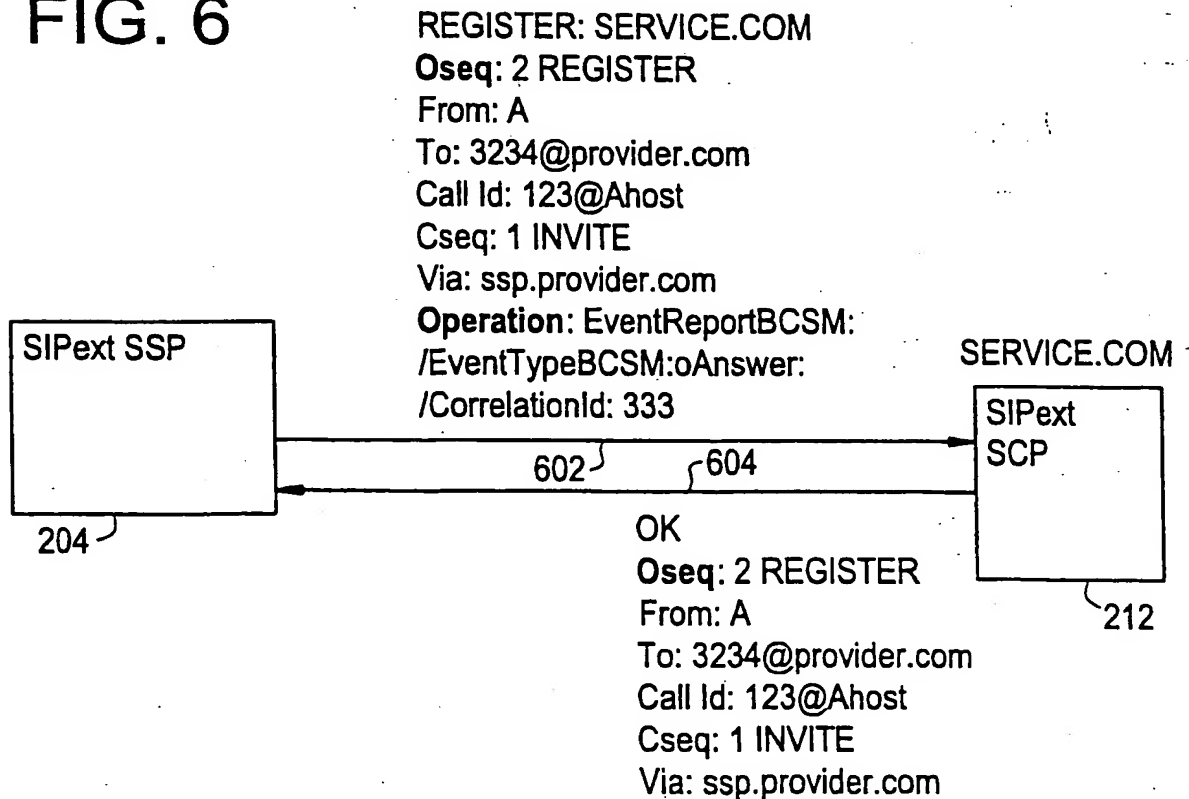 FIG. 6
REGISTER: SERVICE.COM
Oseq: 2 REGISTER
From: A
To: 3234@provider.com
Call Id: 123@Ahost
Cseq: 1 INVITE
Via: ssp.provider.com
Operation: EventReportBCSM:
/EventTypeBCSM:oAnswer:
/CorrelationId: 333
SIPext SSP
204
SERVICE.COM
SIPext
SCP
212
602
604
OK
Oseq: 2 REGISTER
From: A
To: 3234@provider.com
Call Id: 123@Ahost
Cseq: 1 INVITE
Via: ssp.provider.com